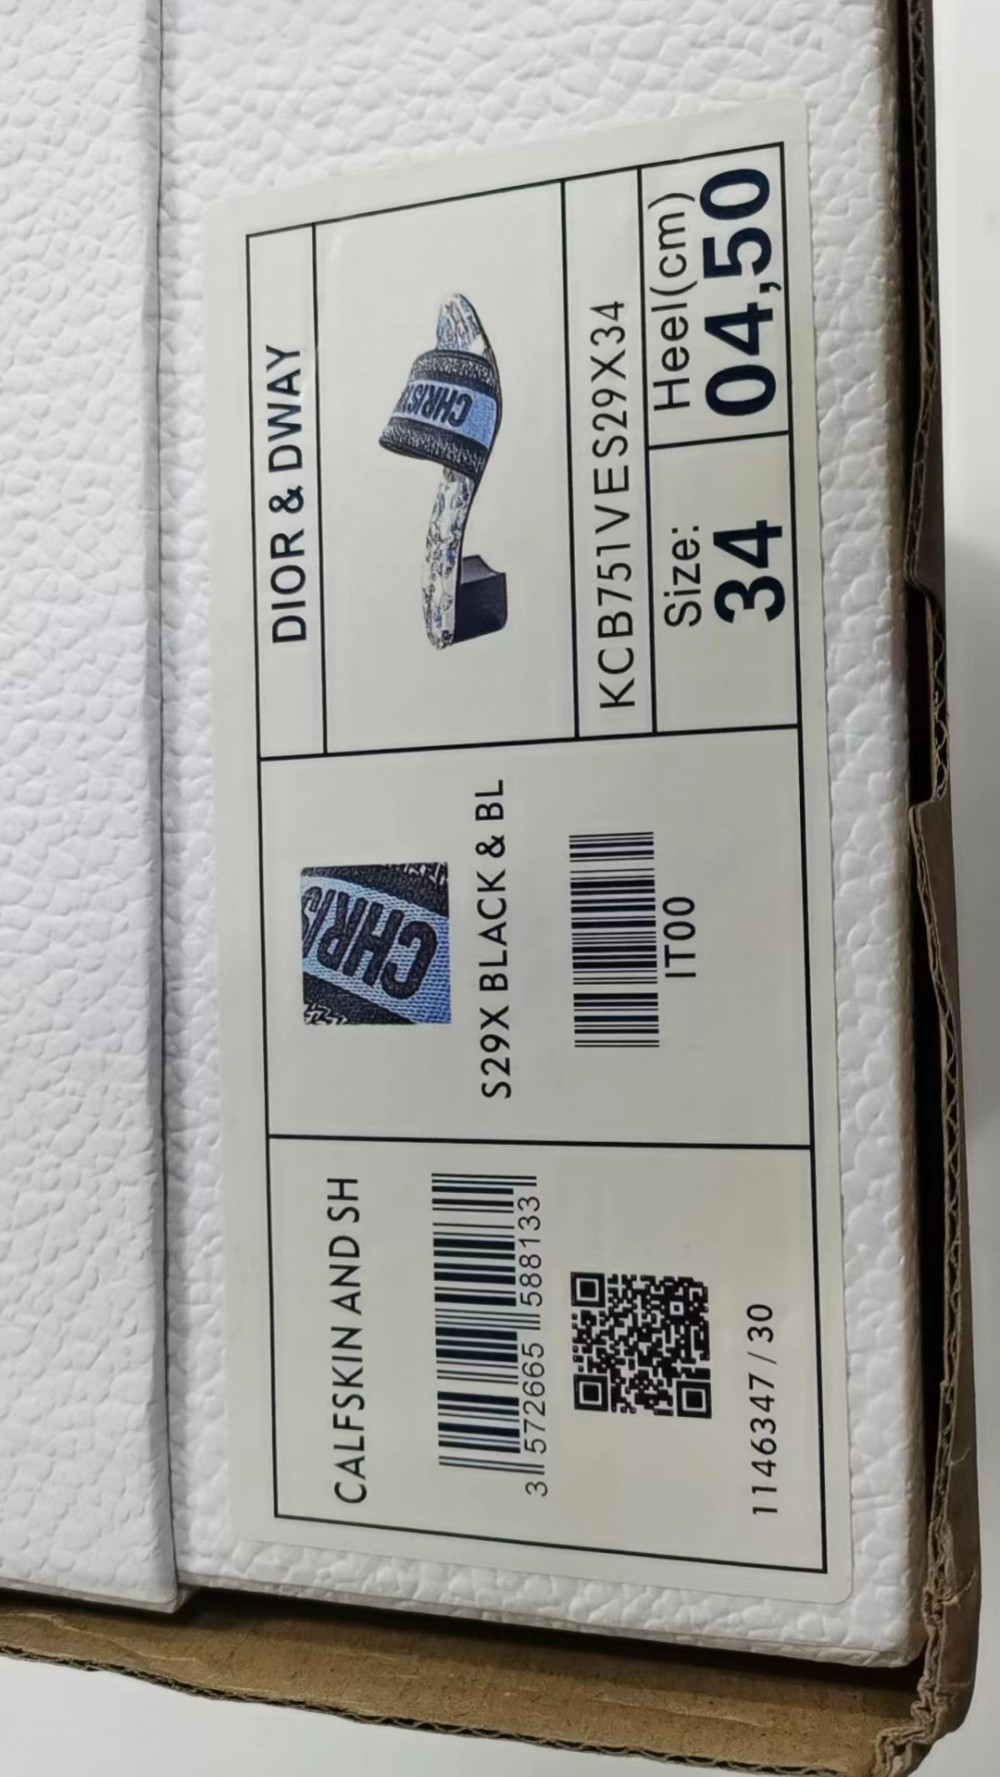 CALFSKIN AND SH
3 572665 588133
1146347 / 30
CHRIS
S29X BLACK & BL
IT00
DIOR & DWAY
CHRIST
KCB751VES29X34
Size:
34
Heel(cm)
04,50